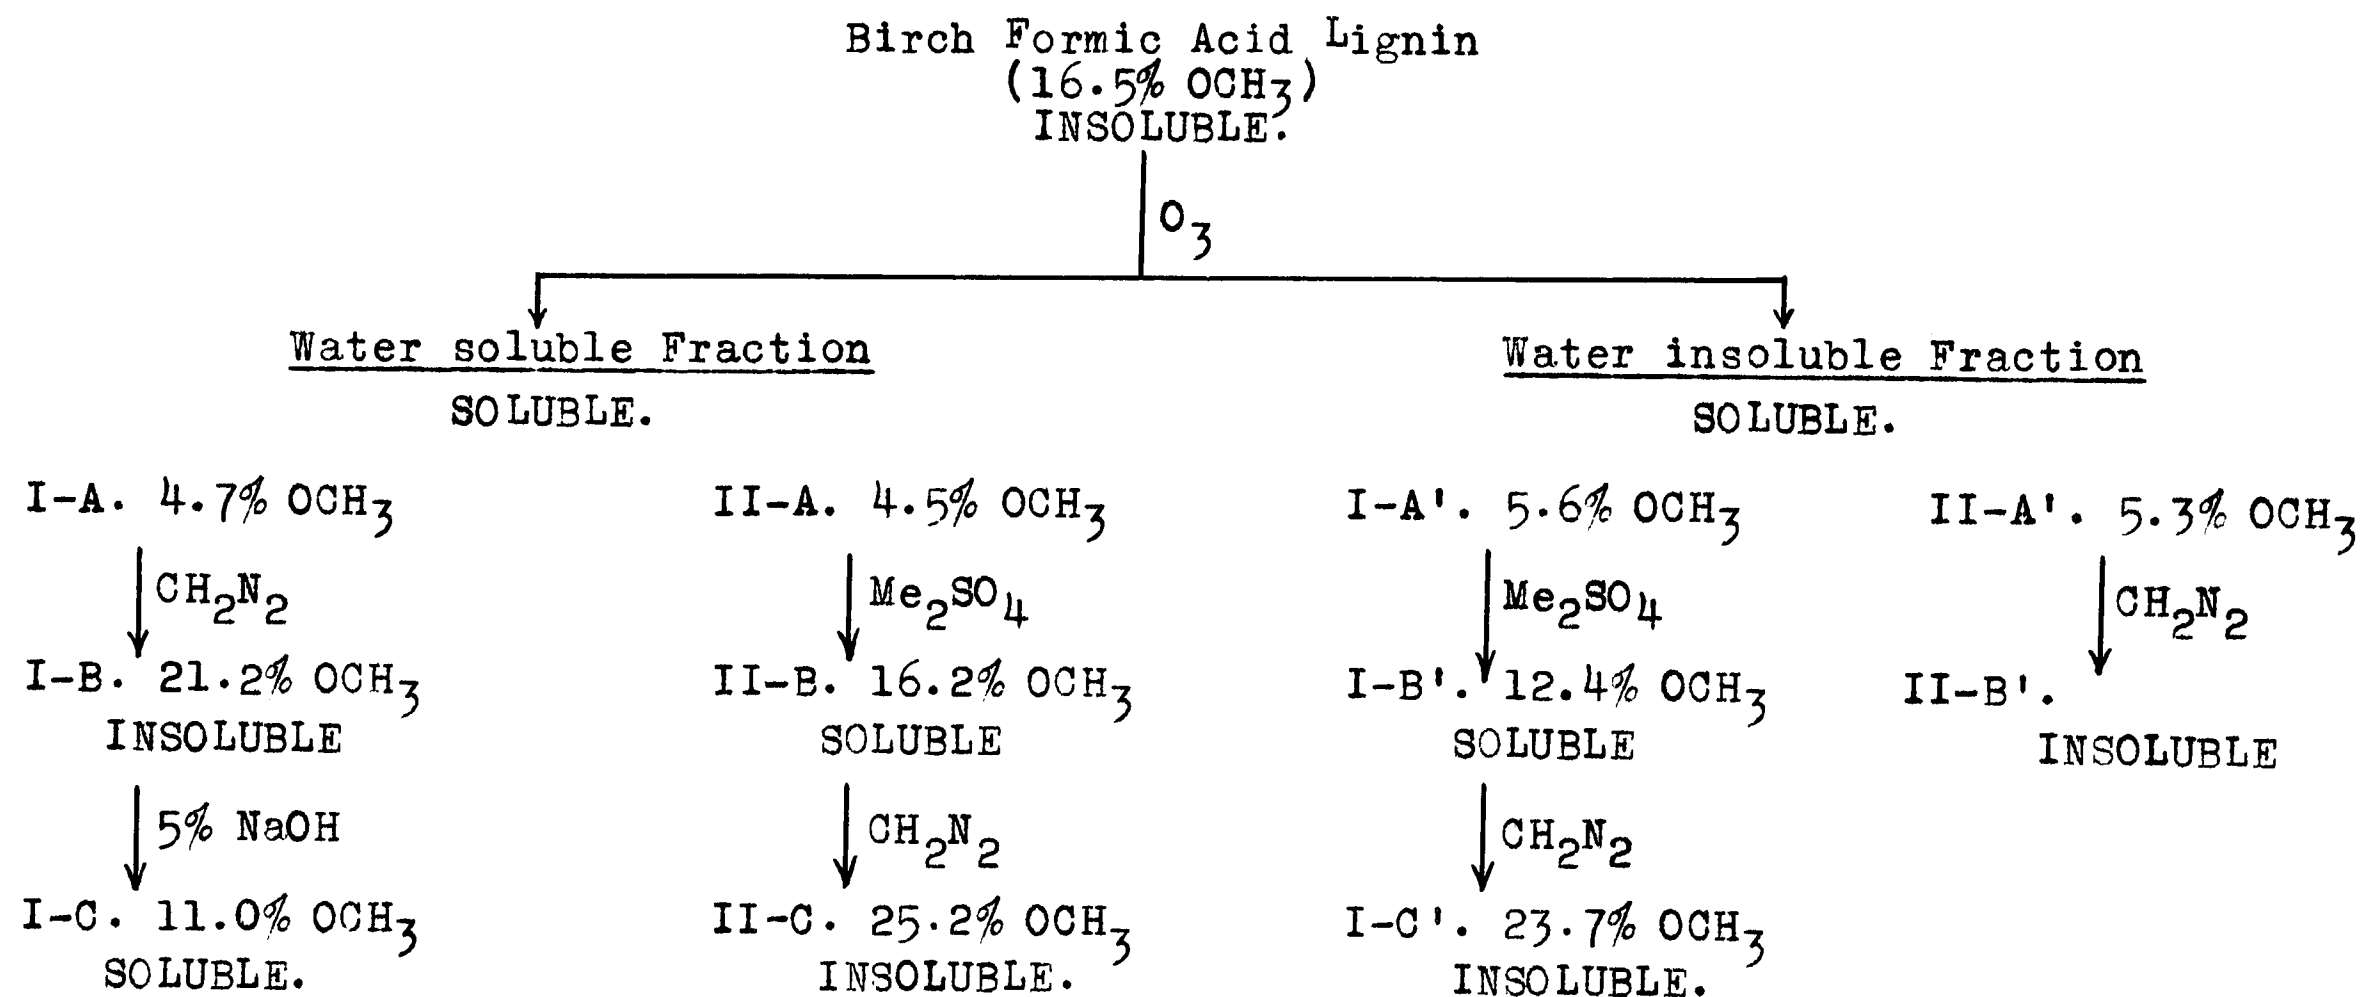 Birch Formic Acid Lignin
(16.5% OCH3)
INSOLUBLE.
O3
Water soluble Fraction
SOLUBLE.
Water insoluble Fraction
SOLUBLE.
I-A. 4.7% OCH3
CH2N2
I-B. 21.2% OCH3
INSOLUBLE
5% NaOH
I-C. 11.0% OCH3
SOLUBLE.
II-A. 4.5% OCH3
Me2SO4
II-B. 16.2% OCH3
SOLUBLE
CH2N2
II-C. 25.2% OCH3
INSOLUBLE.
I-A'. 5.6% OCH3
Me2SO4
I-B'. 12.4% OCH3
SOLUBLE
CH2N2
I-C'. 23.7% OCH3
INSOLUBLE.
II-A'. 5.3% OCH3
CH2N2
II-B'.
INSOLUBLE